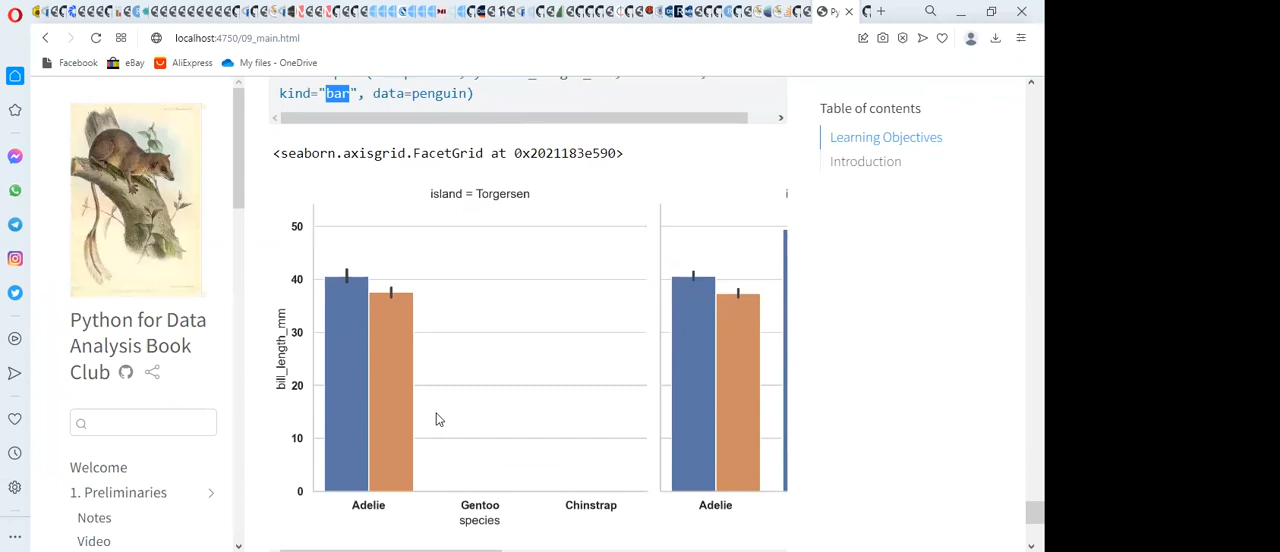 Py
localhost:4750/09_main.html
Facebook
eBay
AliExpress
My files - OneDrive
kind="bar", data=penguin)
<seaborn.axisgrid.FacetGrid at 0x2021183e590>
island = Torgersen
i
50
40
30
20
10
0
bill_length_mm
Adelie
Gentoo
Chinstrap
Adelie
species
Python for Data
Analysis Book
Club
Welcome
1. Preliminaries
Notes
Video
Table of contents
Learning Objectives
Introduction